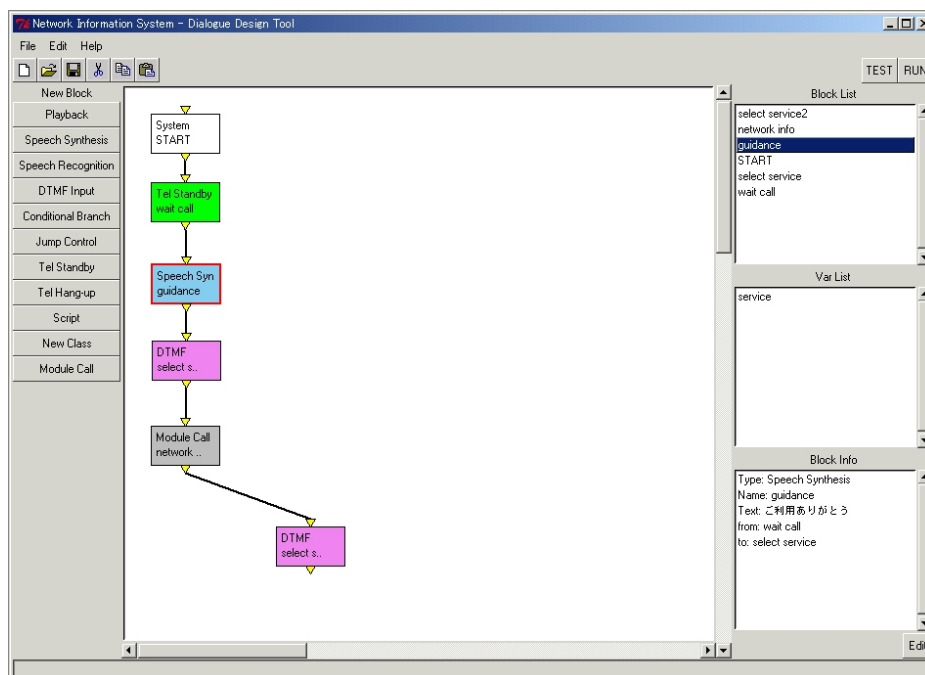 Network Information System - Dialogue Design Tool
File Edit Help
TEST RUN
New Block
Playback
Speech Synthesis
Speech Recognition
DTMF Input
Conditional Branch
Jump Control
Tel Standby
Tel Hang-up
Script
New Class
Module Call
System
START
Tel Standby
wait call
Speech Syn
guidance
DTMF
select s..
Module Call
network ..
DTMF
select s..
Block List
select service2
network info
guidance
START
select service
wait call
Var List
service
Block Info
Type: Speech Synthesis
Name: guidance
Text: ご利用ありがとう
from: wait call
to: select service
Edit